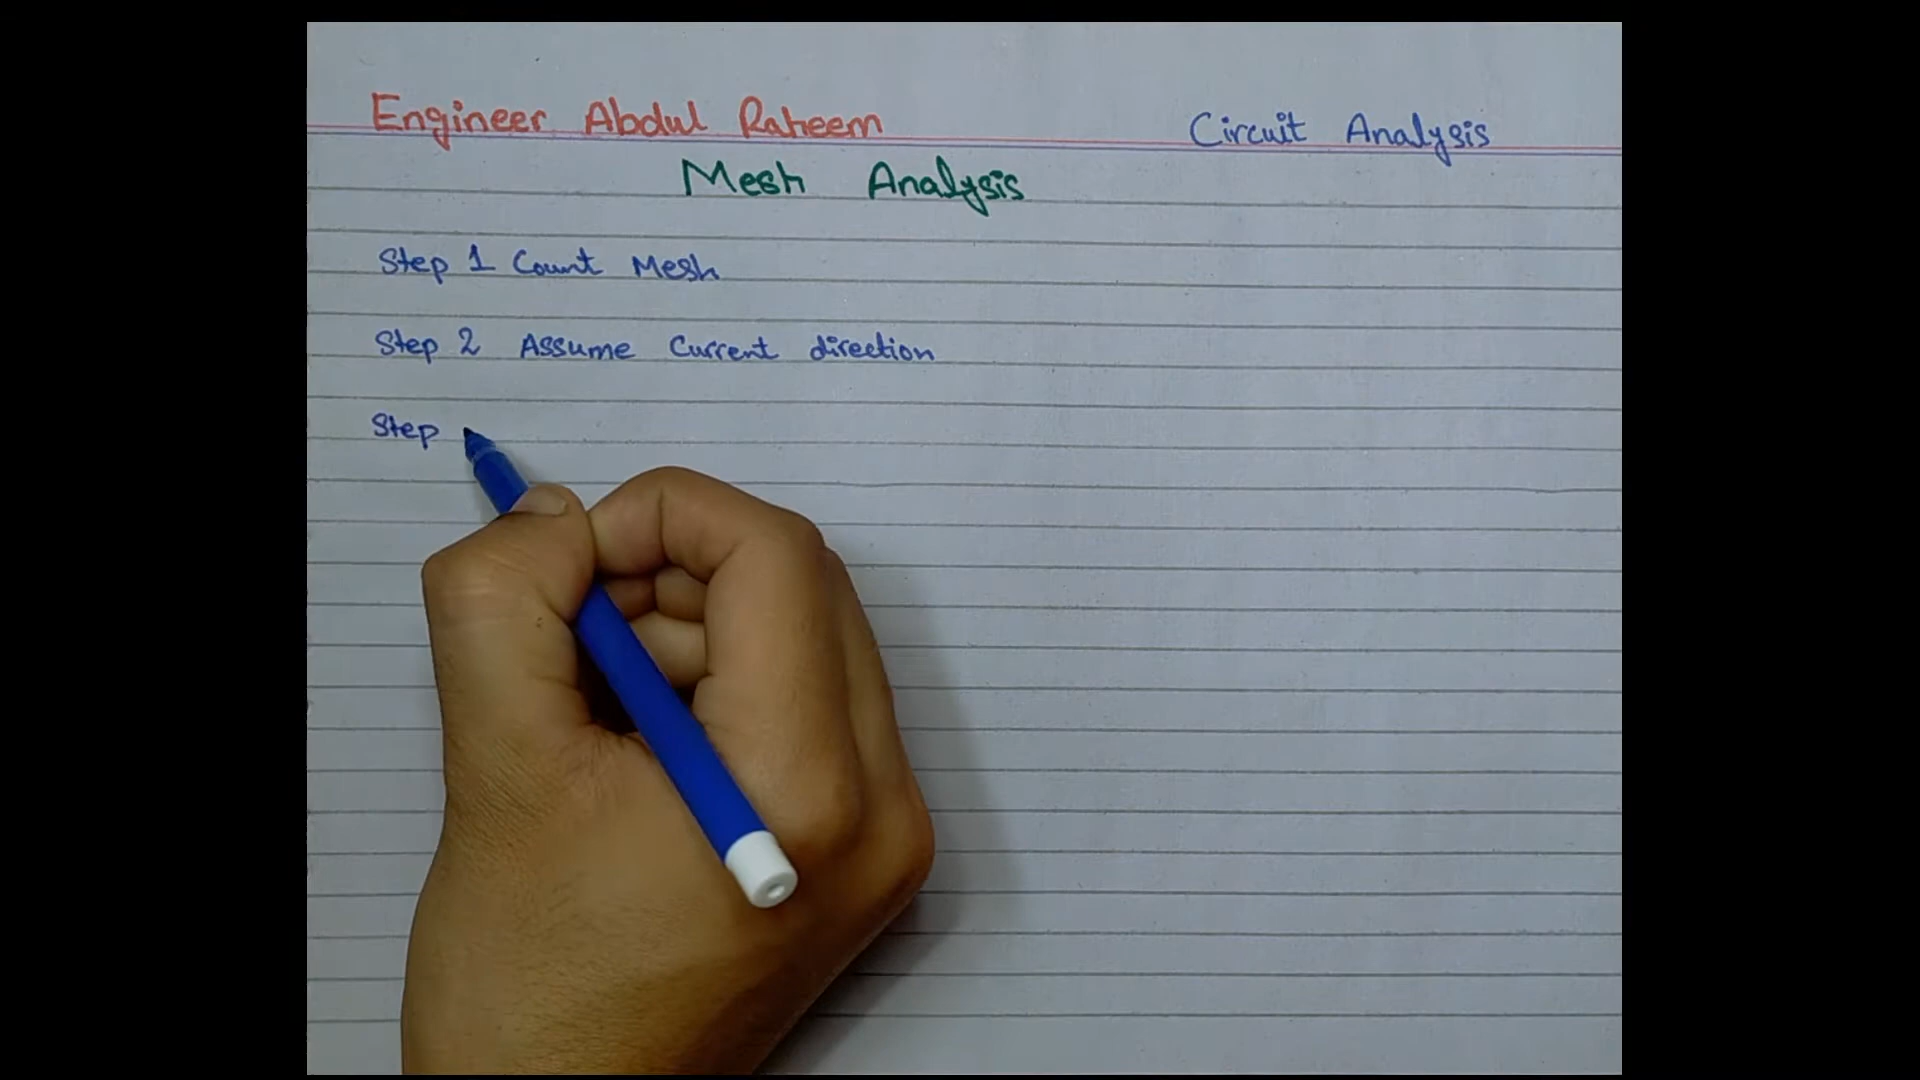 Engineer Abdul Raheem
Circuit Analysis
Mesh Analysis
Step 1 Count Mesh
Step 2 Assume Current direction
Step